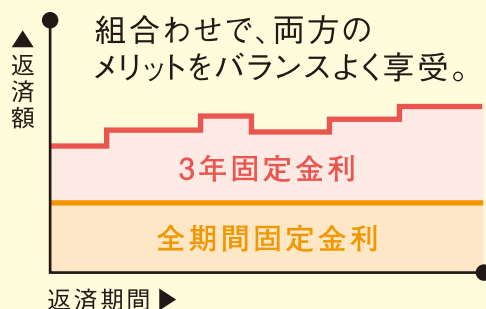 組合わせで、両方の
メリットをバランスよく享受。
▲返済額
3年固定金利
全期間固定金利
返済期間▶